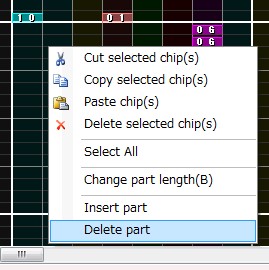 10 01
06
06
Cut selected chip(s)
Copy selected chip(s)
Paste chip(s)
Delete selected chip(s)
Select All
Change part length(B)
Insert part
Delete part